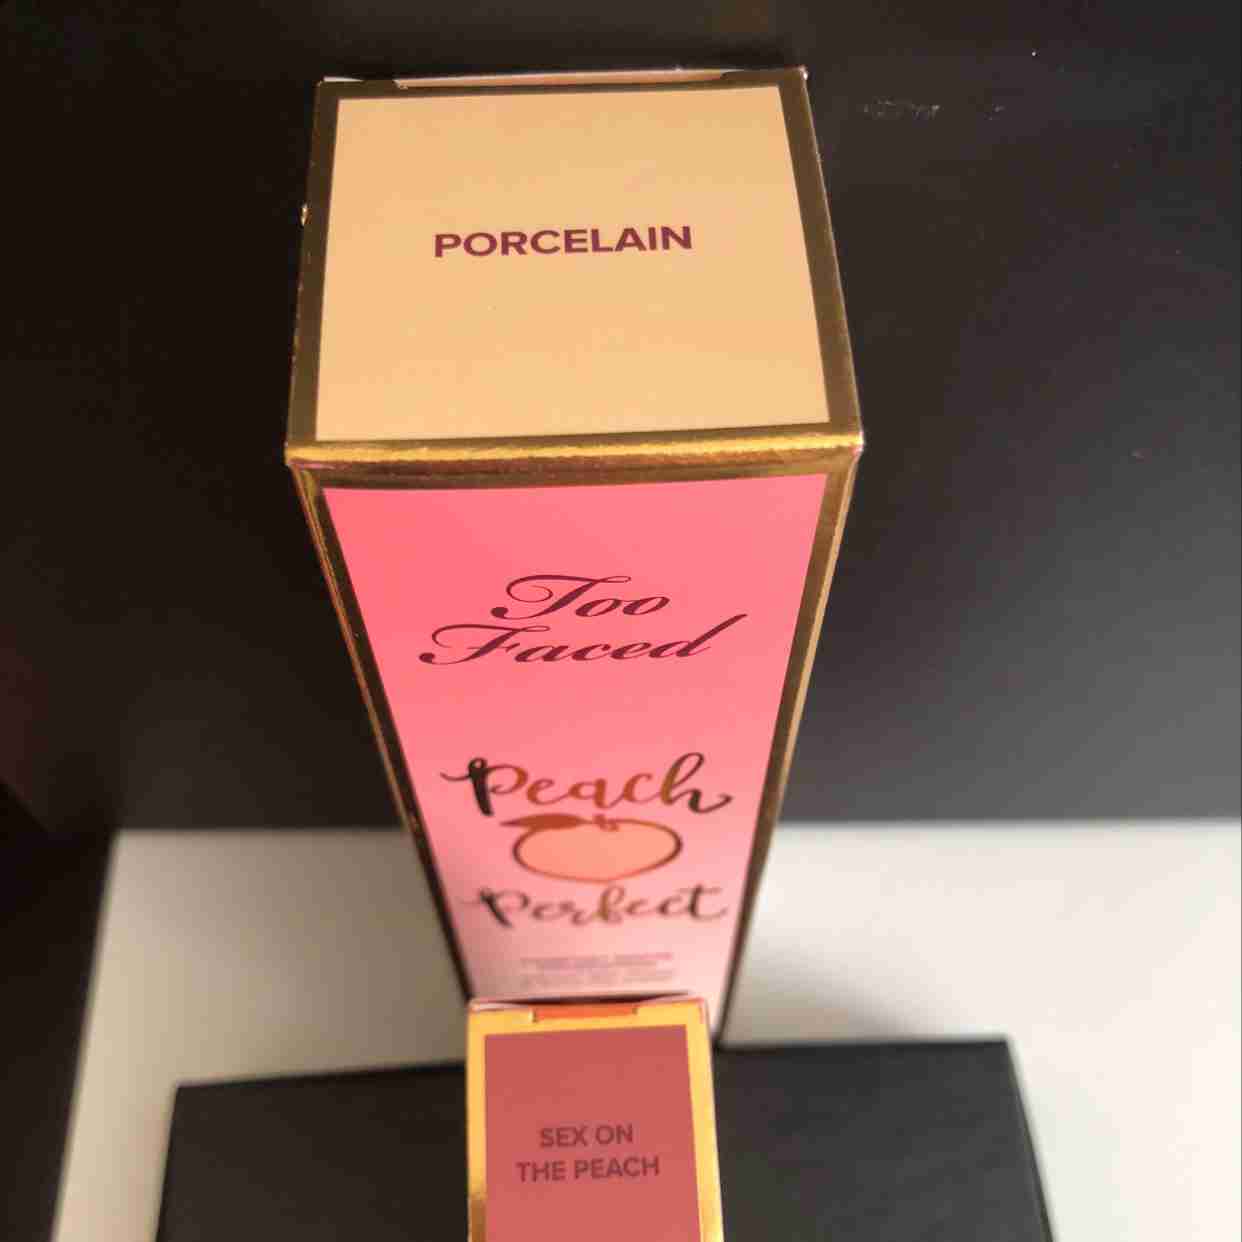 PORCELAIN
Too
Faced
Peach
Perfect
SEX ON
THE PEACH